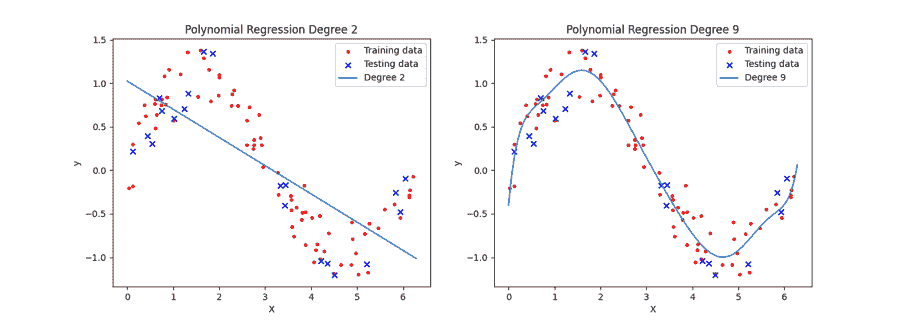 Polynomial Regression Degree 2
1.5
1.0
0.5
0.0
−0.5
−1.0
y
0 1 2 3 4 5 6
X
Training data
Testing data
Degree 2
Polynomial Regression Degree 9
1.5
1.0
0.5
0.0
−0.5
−1.0
y
0 1 2 3 4 5 6
X
Training data
Testing data
Degree 9